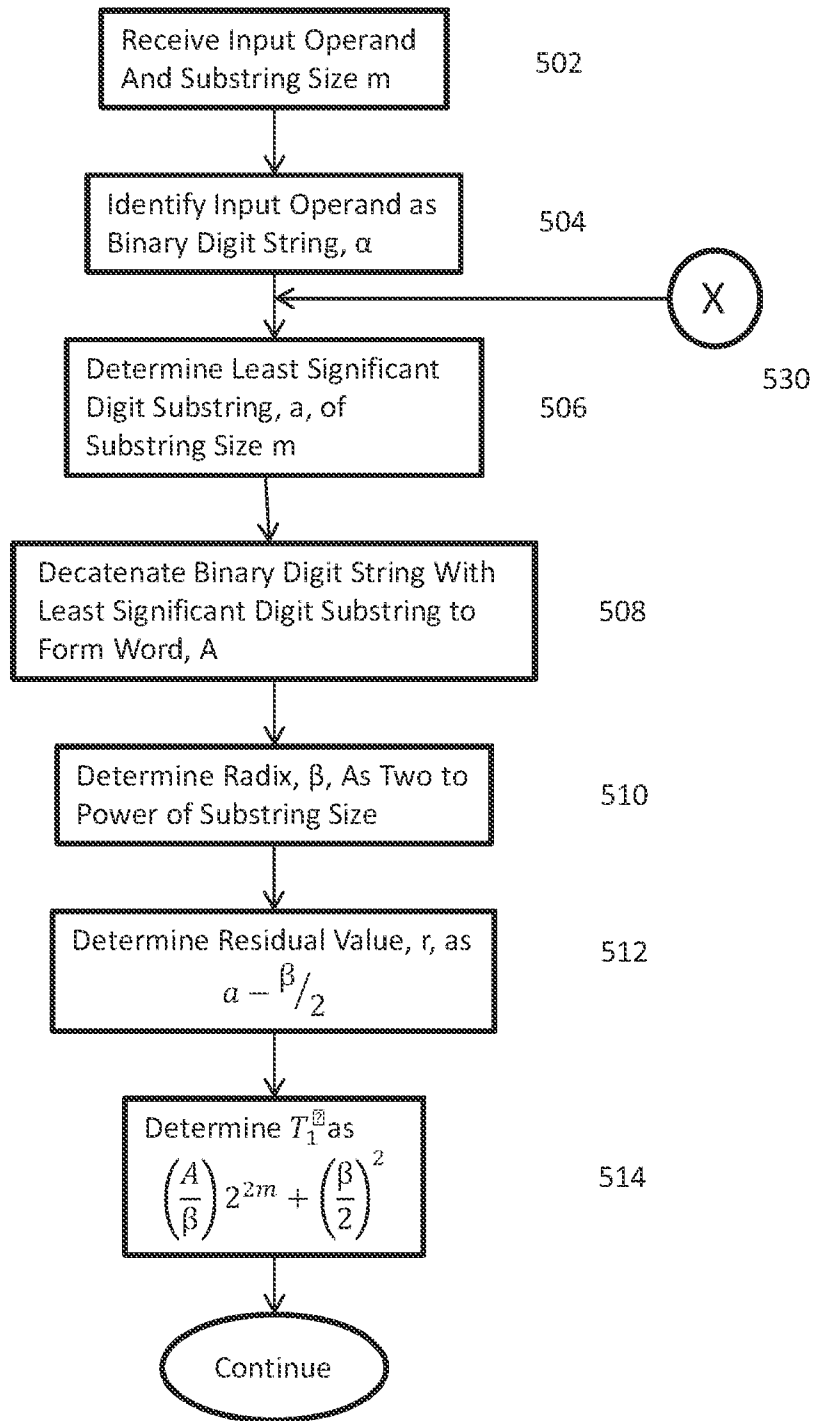 Receive Input Operand
And Substring Size m
502
Identify Input Operand as
Binary Digit String, α
504
X
530
Determine Least Significant
Digit Substring, a, of
Substring Size m
506
Decatenate Binary Digit String With
Least Significant Digit Substring to
Form Word, A
508
Determine Radix, β, As Two to
Power of Substring Size
510
Determine Residual Value, r, as
a − β/2
512
Determine T₁ as
(A/β) 2²ᵐ + (β/2)²
514
Continue